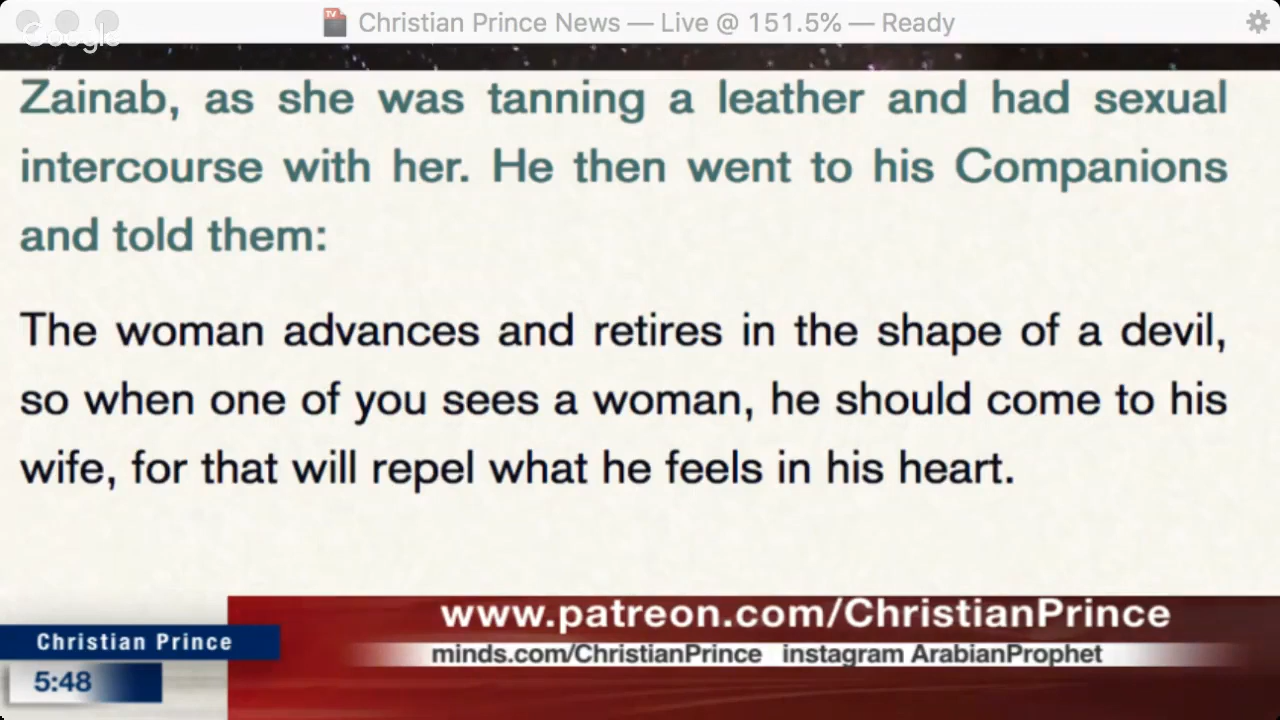 Christian Prince News — Live @ 151.5% — Ready
Google
Zainab, as she was tanning a leather and had sexual
intercourse with her. He then went to his Companions
and told them:
The woman advances and retires in the shape of a devil,
so when one of you sees a woman, he should come to his
wife, for that will repel what he feels in his heart.
www.patreon.com/ChristianPrince
Christian Prince
minds.com/ChristianPrince instagram ArabianProphet
5:48